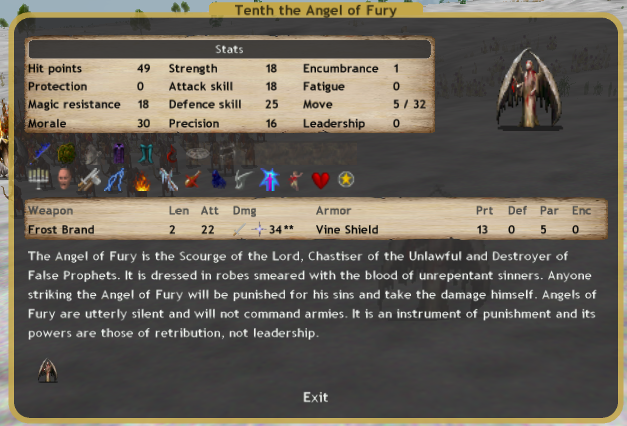 Tenth the Angel of Fury
Stats
Hit points 49 Strength 18 Encumbrance 1
Protection 0 Attack skill 18 Fatigue 0
Magic resistance 18 Defence skill 25 Move 5 / 32
Morale 30 Precision 16 Leadership 0
Weapon Len Att Dmg Armor Prt Def Par Enc
Frost Brand 2 22 34** Vine Shield 13 0 5 0
The Angel of Fury is the Scourge of the Lord, Chastiser of the Unlawful and Destroyer of
False Prophets. It is dressed in robes smeared with the blood of unrepentant sinners. Anyone
striking the Angel of Fury will be punished for his sins and take the damage himself. Angels of
Fury are utterly silent and will not command armies. It is an instrument of punishment and its
powers are those of retribution, not leadership.
Exit